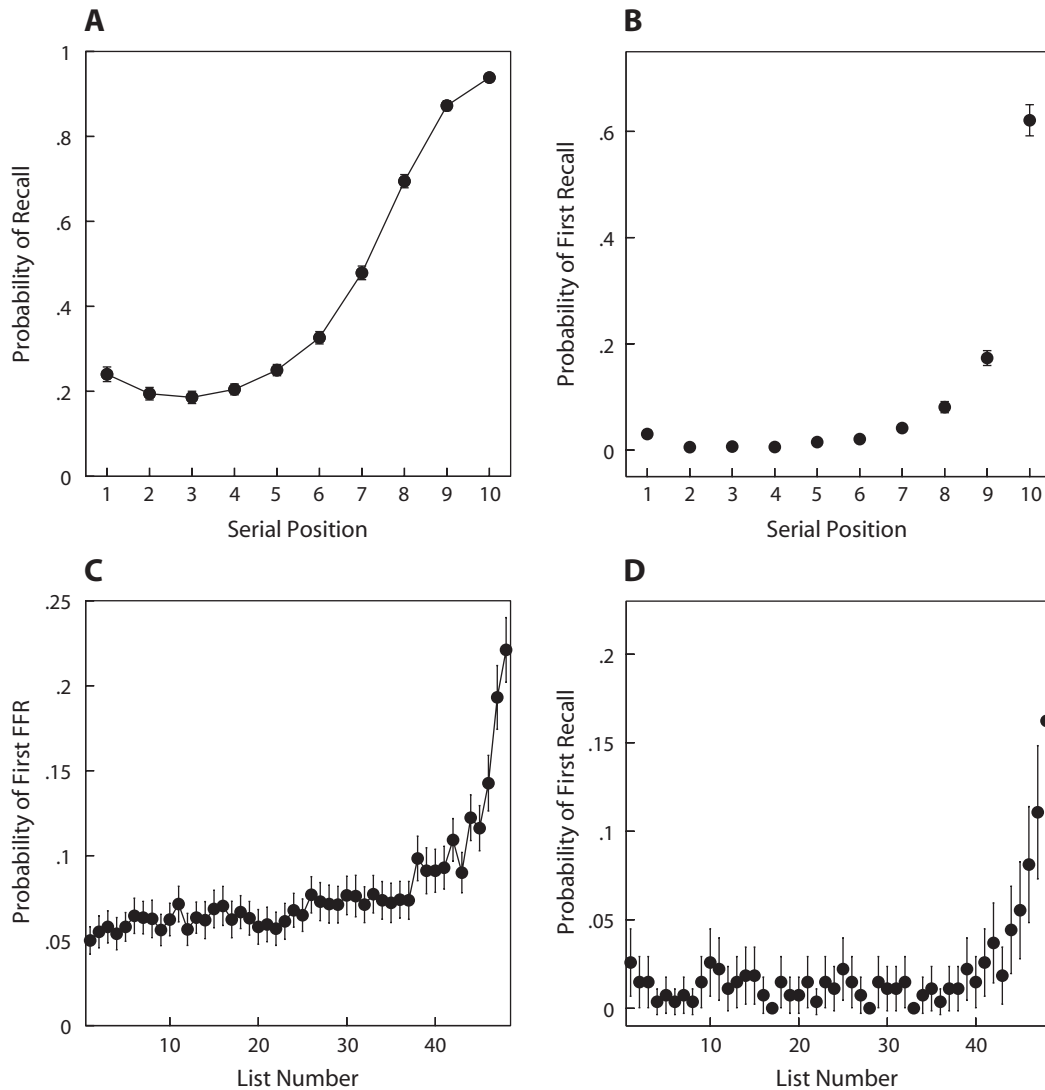 A
Probability of Recall
1
.8
.6
.4
.2
0
1 2 3 4 5 6 7 8 9 10
Serial Position
B
Probability of First Recall
.6
.4
.2
0
1 2 3 4 5 6 7 8 9 10
Serial Position
C
Probability of First FFR
.25
.2
.15
.1
.05
0
10 20 30 40
List Number
D
Probability of First Recall
.2
.15
.1
.05
0
10 20 30 40
List Number